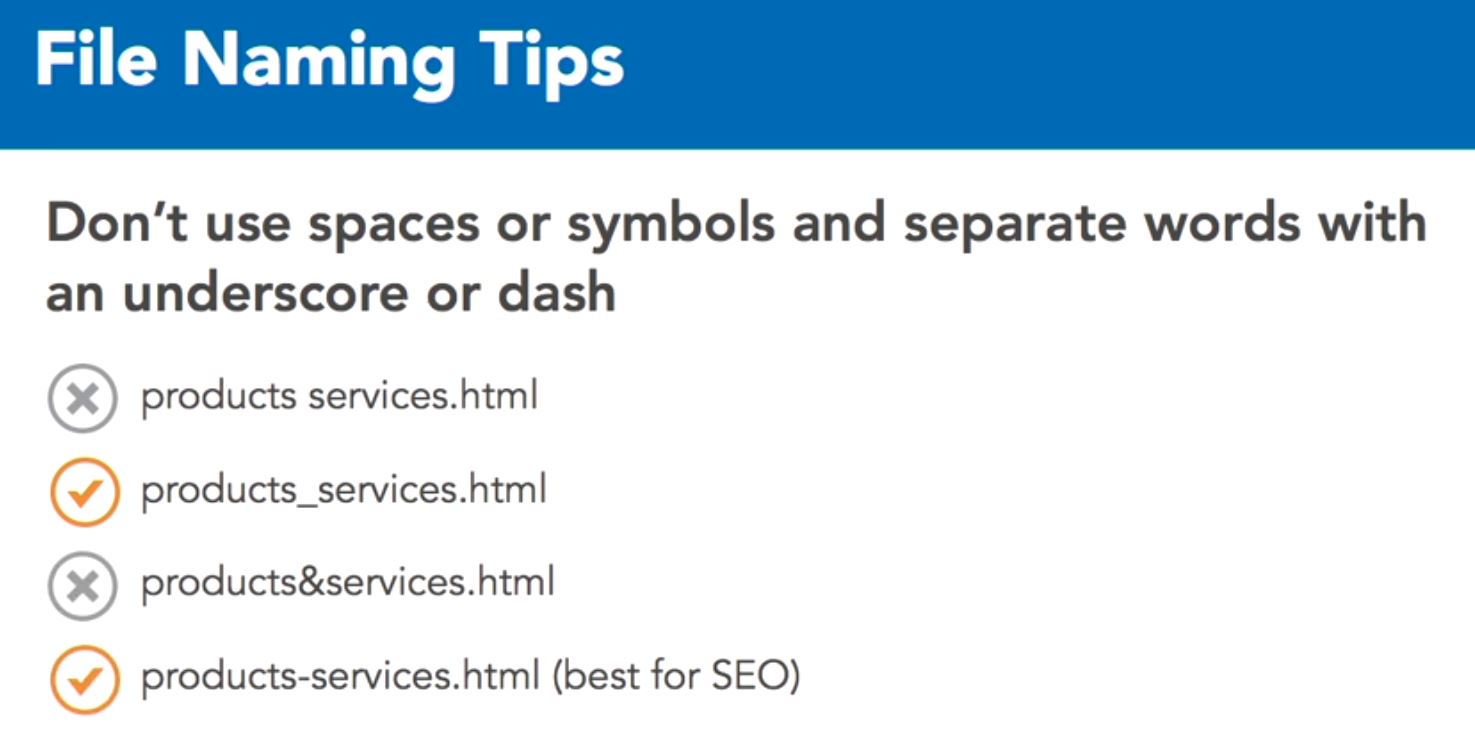 File Naming Tips
Don’t use spaces or symbols and separate words with
an underscore or dash
products services.html
products_services.html
products&services.html
products-services.html (best for SEO)